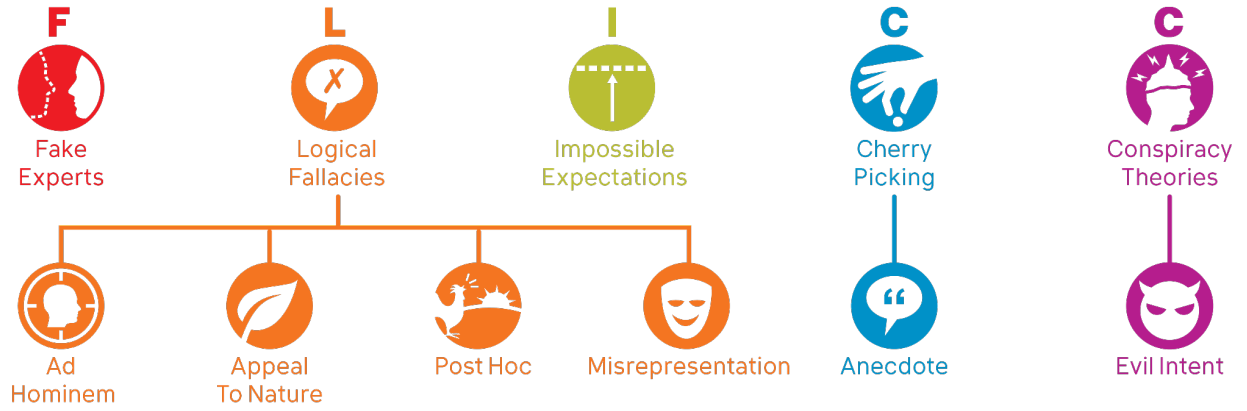 F
L
I
C
C
Fake
Experts
Logical
Fallacies
Impossible
Expectations
Cherry
Picking
Conspiracy
Theories
Ad
Hominem
Appeal
To Nature
Post Hoc
Misrepresentation
Anecdote
Evil Intent